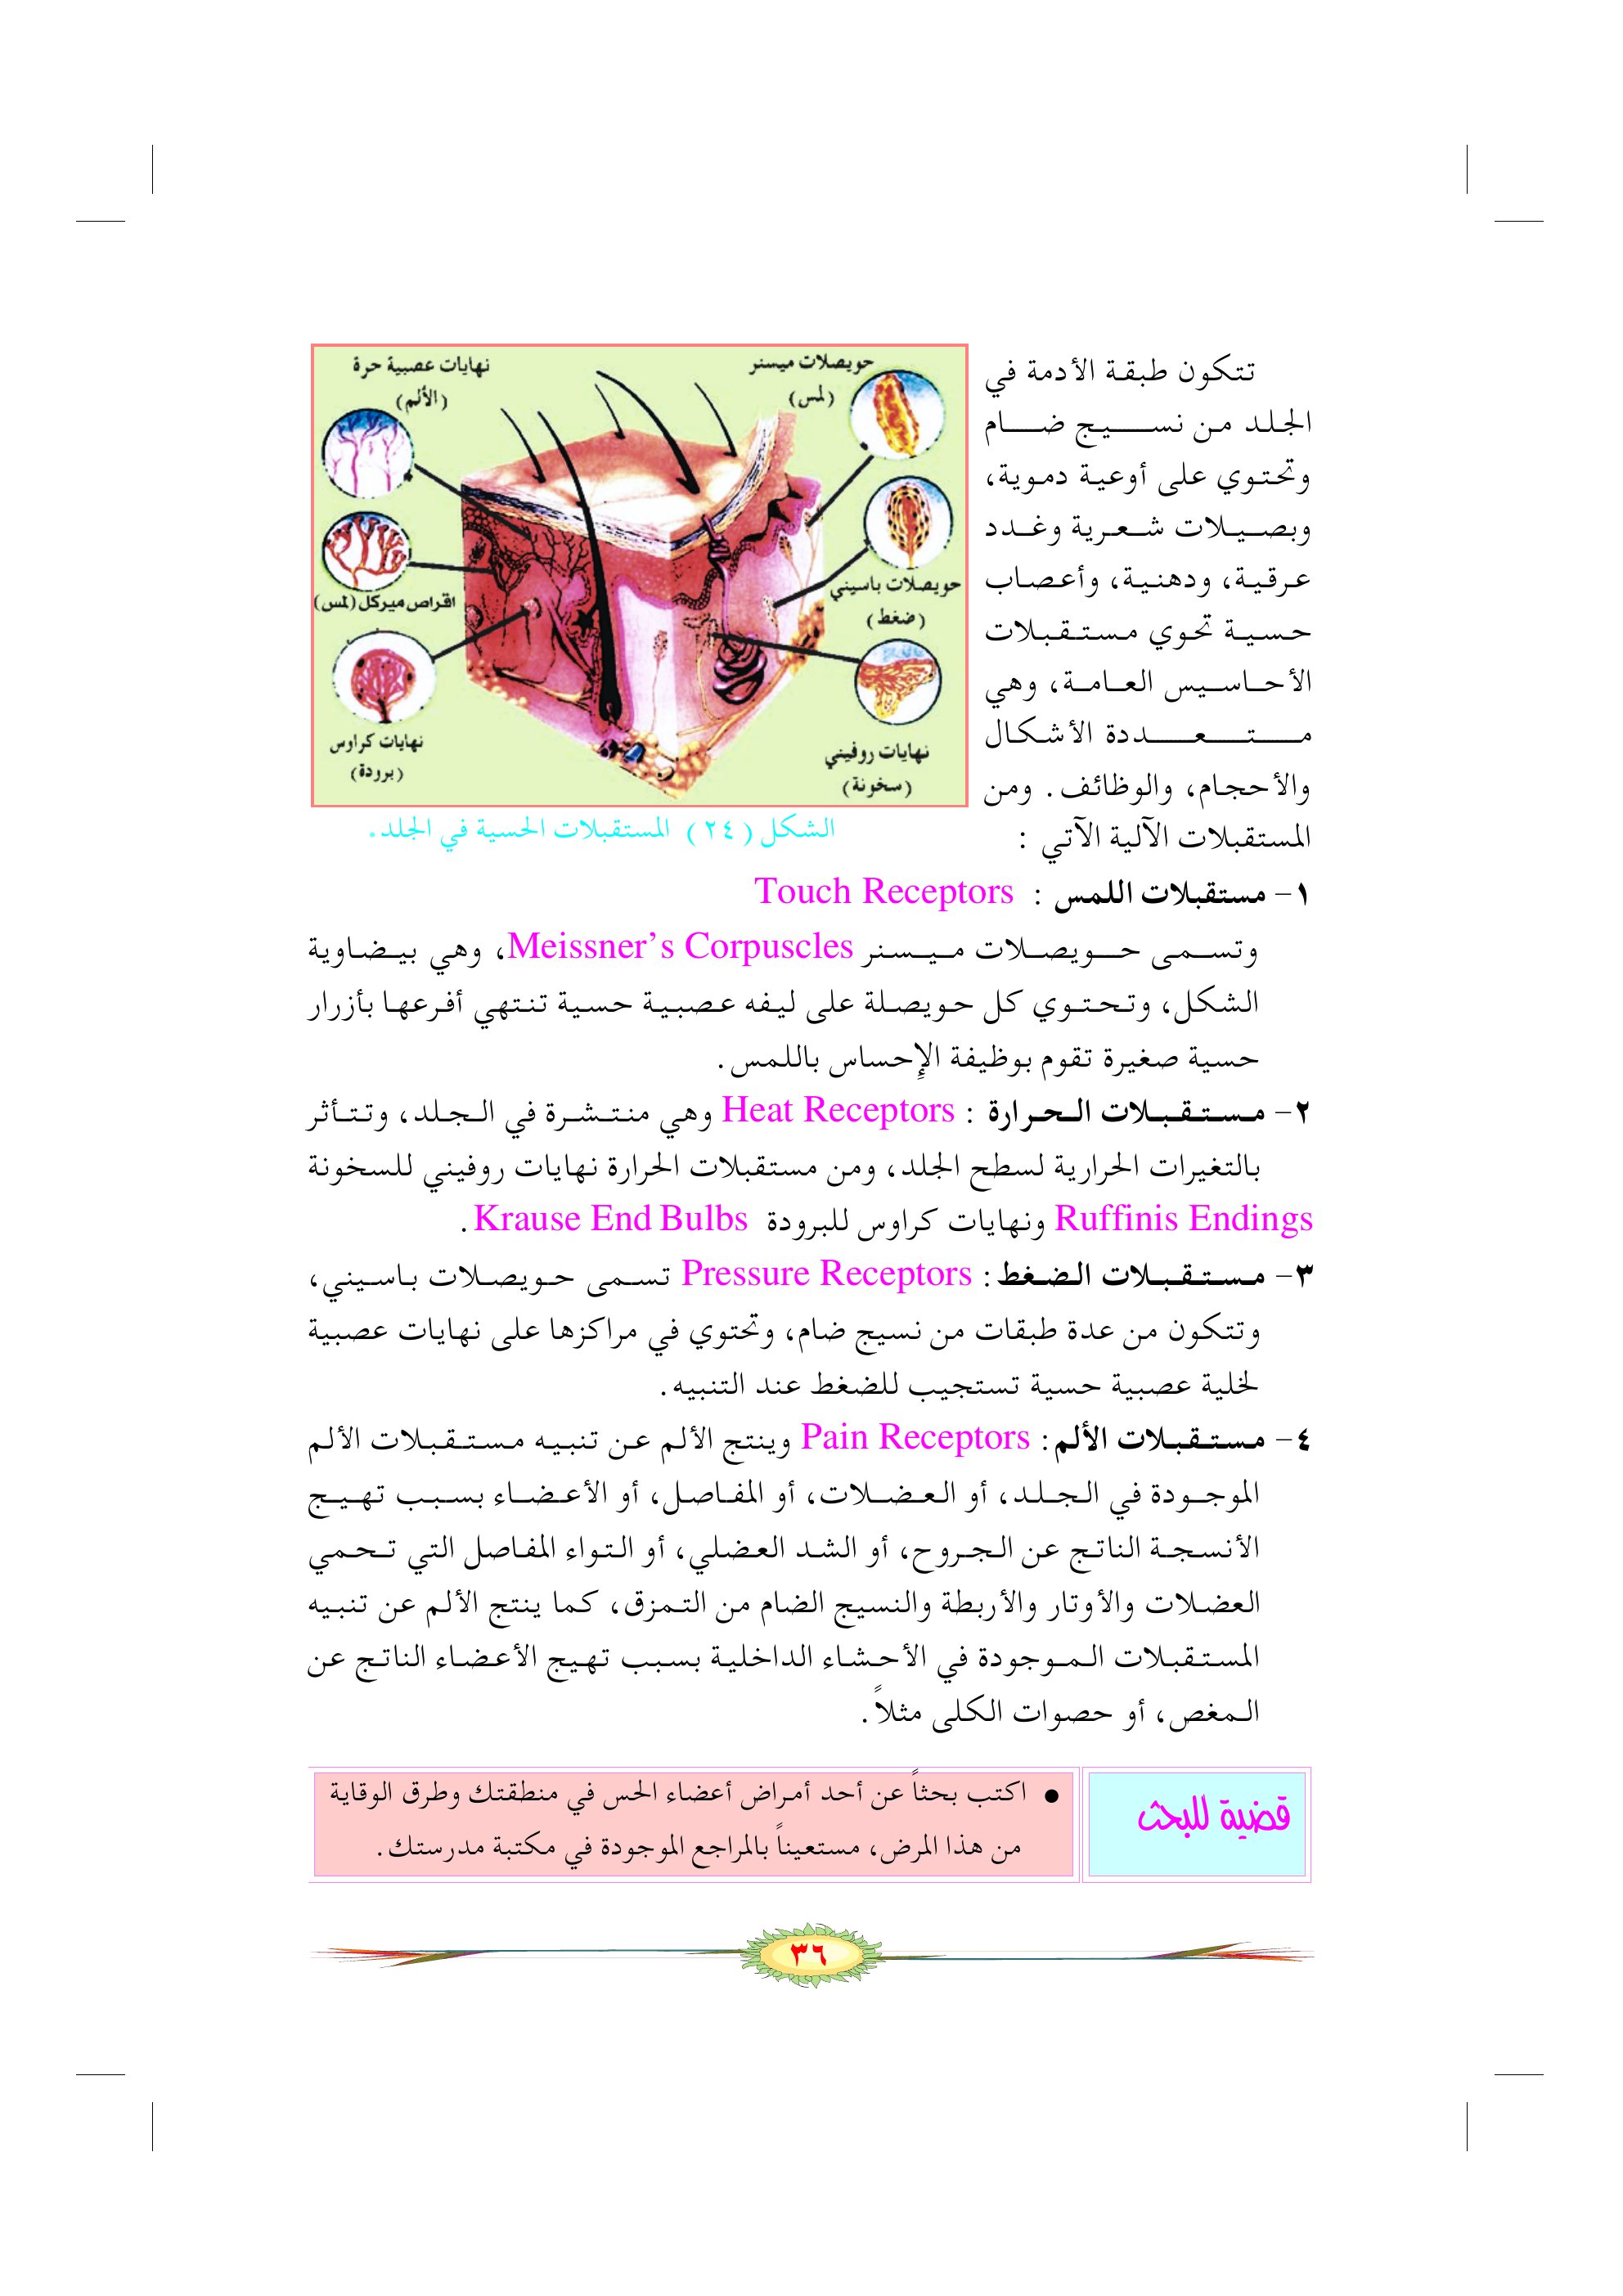 تتكون طبقة الأدمة في
الجلد من نسيج ضام
وتحتوي على أوعية دموية،
وبصيلات شعرية وغدد
عرقية، ودهنية، وأعصاب
حسية تحوي مستقبلات
الأحاسيس العامة، وهي
متعددة الأشكال
والأحجام، والوظائف. ومن
المستقبلات الآلية الآتي :
حويصلات ميسنر
(لمس)
حويصلات باسيني
(ضغط)
نهايات روفيني
(سخونة)
نهايات عصبية حرة
(الألم)
اقراص ميركل (لمس)
نهايات كراوس
(برودة)
الشكل (٢٤) المستقبلات الحسية في الجلد.
١- مستقبلات اللمس : Touch Receptors
وتسمى حويصلات ميسنر Meissner’s Corpuscles، وهي بيضاوية
الشكل، وتحتوي كل حويصلة على ليفه عصبية حسية تنتهي أفرعها بأزرار
حسية صغيرة تقوم بوظيفة الإحساس باللمس.
٢- مستقبلات الحرارة : Heat Receptors وهي منتشرة في الجلد، وتتأثر
بالتغيرات الحرارية لسطح الجلد، ومن مستقبلات الحرارة نهايات روفيني للسخونة
Ruffinis Endings ونهايات كراوس للبرودة Krause End Bulbs .
٣- مستقبلات الضغط : Pressure Receptors تسمى حويصلات باسيني،
وتتكون من عدة طبقات من نسيج ضام، وتحتوي في مراكزها على نهايات عصبية
لخلية عصبية حسية تستجيب للضغط عند التنبيه.
٤- مستقبلات الألم : Pain Receptors وينتج الألم عن تنبيه مستقبلات الألم
الموجودة في الجلد، أو العضلات، أو المفاصل، أو الأعضاء بسبب تهيج
الأنسجة الناتج عن الجروح، أو الشد العضلي، أو التواء المفاصل التي تحمي
العضلات والأوتار والأربطة والنسيج الضام من التمزق، كما ينتج الألم عن تنبيه
المستقبلات الموجودة في الأحشاء الداخلية بسبب تهيج الأعضاء الناتج عن
المغص، أو حصوات الكلى مثلاً.
قضية للبحث
● اكتب بحثاً عن أحد أمراض أعضاء الحس في منطقتك وطرق الوقاية
من هذا المرض، مستعيناً بالمراجع الموجودة في مكتبة مدرستك.
٣٦